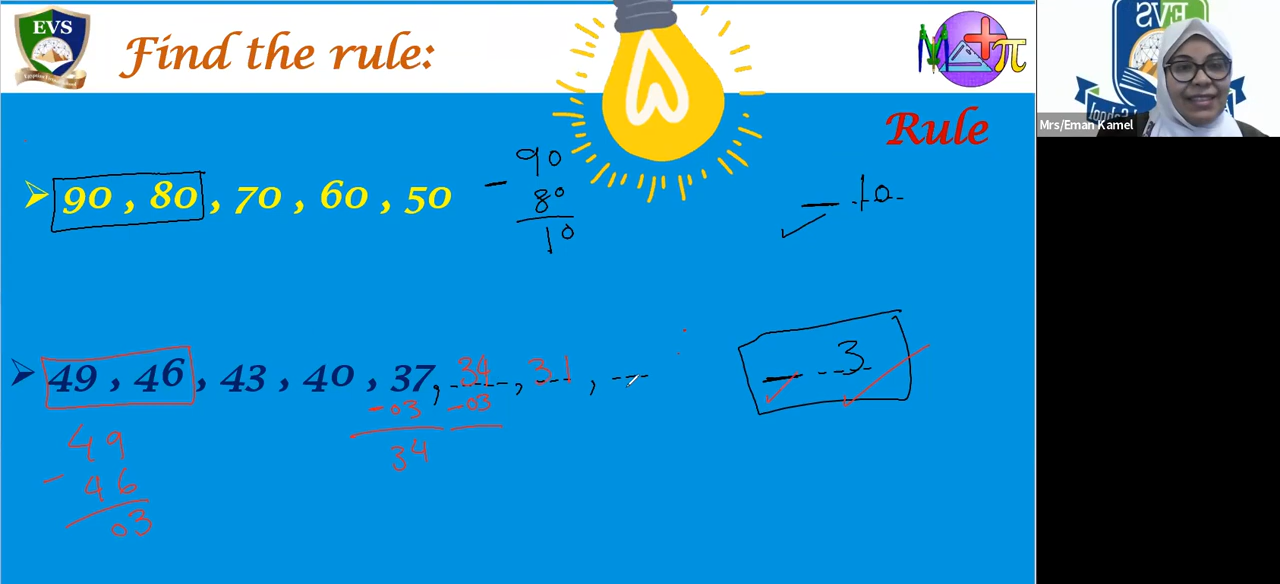 EVS
Find the rule:
M + π
EVS
Mrs/Eman Kamel
Rule
90 , 80 , 70 , 60 , 50
90
- 80
10
- 10
49 , 46 , 43 , 40 , 37 , 34 , 31 , ---
- 3
- 03
- 03
34
49
- 46
03